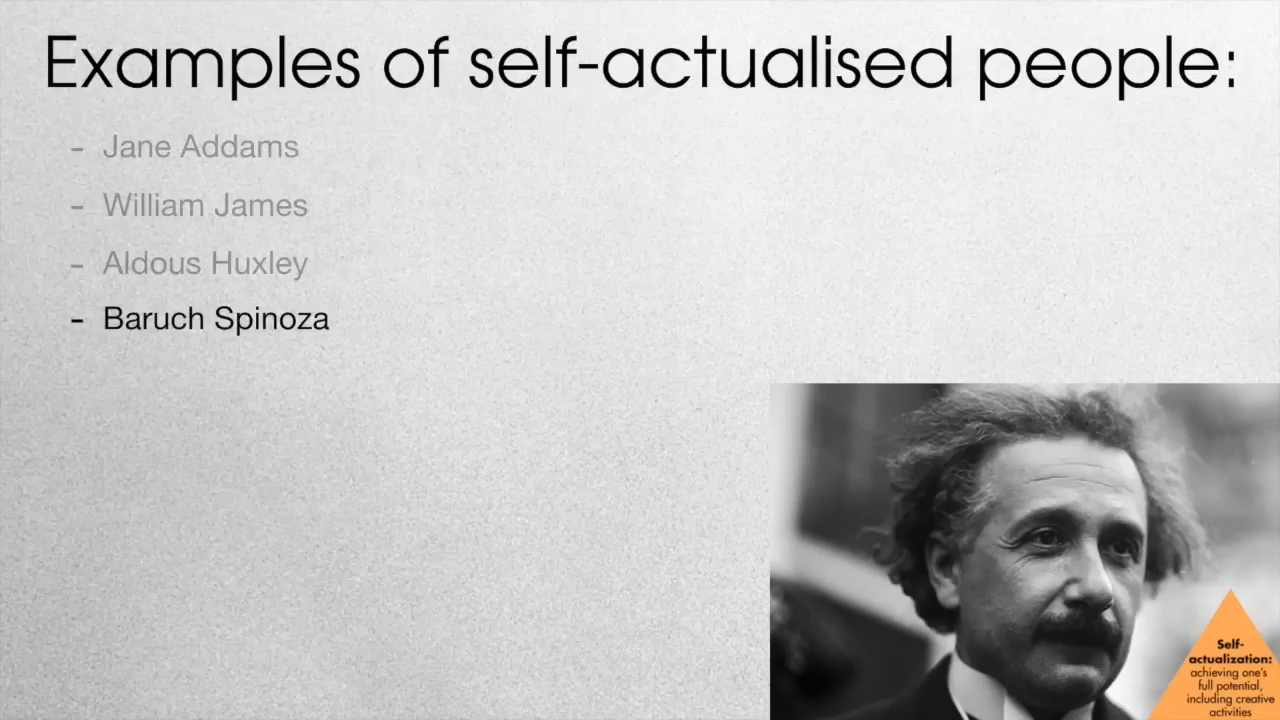 Examples of self-actualised people:
- Jane Addams
- William James
- Aldous Huxley
- Baruch Spinoza
Self-
actualization:
achieving one's
full potential,
including creative
activities